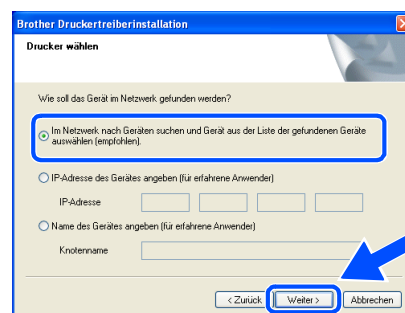 Brother Druckertreiberinstallation
Drucker wählen
Wie soll das Gerät im Netzwerk gefunden werden?
Im Netzwerk nach Geräten suchen und Gerät aus der Liste der gefundenen Geräte
auswählen (empfohlen).
IP-Adresse des Gerätes angeben (für erfahrene Anwender)
IP-Adresse
Name des Gerätes angeben (für erfahrene Anwender)
Knotenname
< Zurück Weiter > Abbrechen